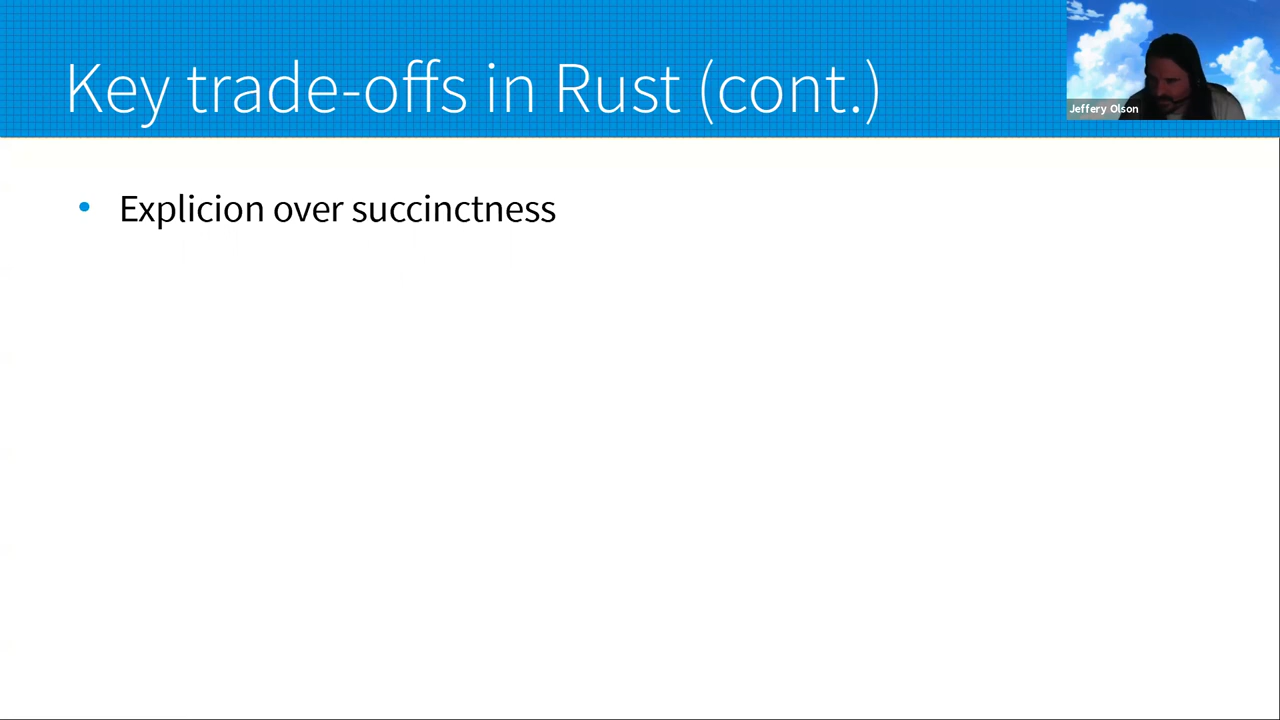 Key trade-offs in Rust (cont.)
Jeffery Olson
• Explicion over succinctness